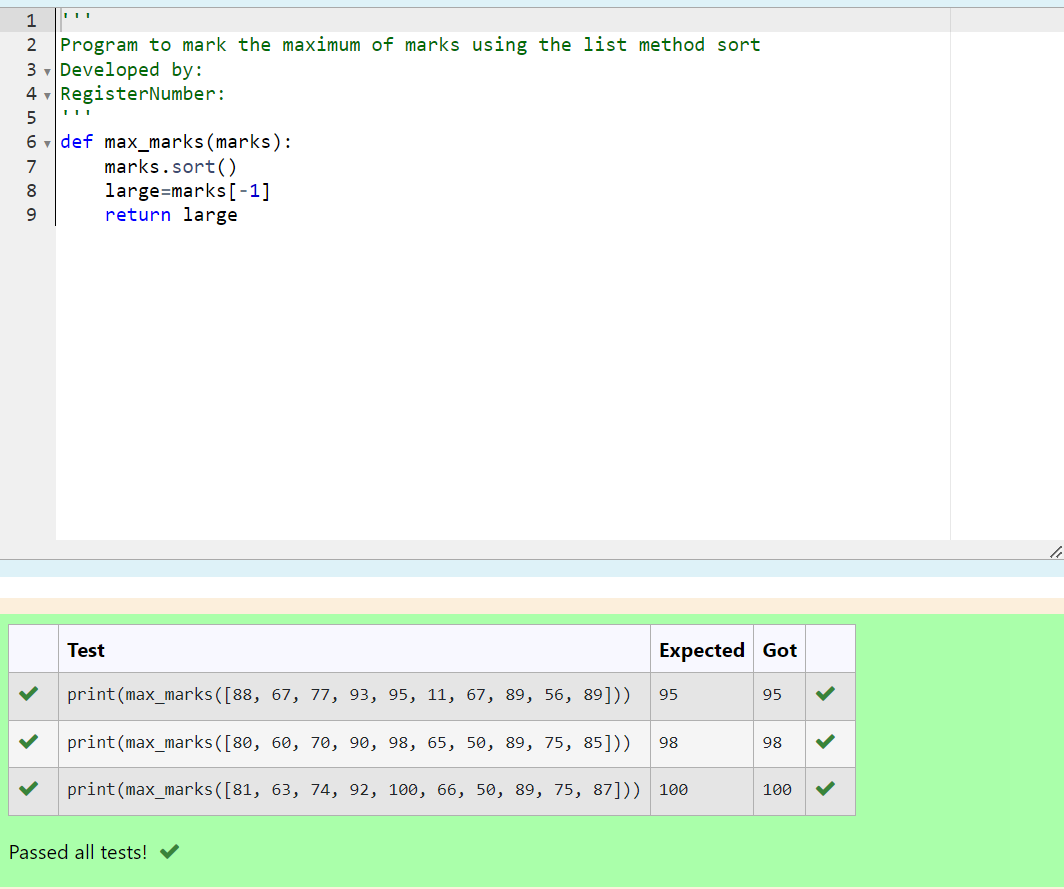 1 '''
2 Program to mark the maximum of marks using the list method sort
3 Developed by:
4 RegisterNumber:
5 '''
6 def max_marks(marks):
7     marks.sort()
8     large=marks[-1]
9     return large
Test Expected Got
print(max_marks([88, 67, 77, 93, 95, 11, 67, 89, 56, 89])) 95 95
print(max_marks([80, 60, 70, 90, 98, 65, 50, 89, 75, 85])) 98 98
print(max_marks([81, 63, 74, 92, 100, 66, 50, 89, 75, 87])) 100 100
Passed all tests!